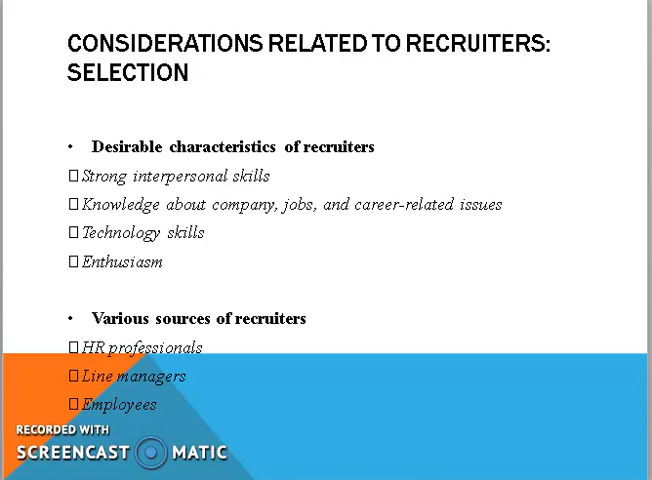 CONSIDERATIONS RELATED TO RECRUITERS:
SELECTION
• Desirable characteristics of recruiters
Strong interpersonal skills
Knowledge about company, jobs, and career-related issues
Technology skills
Enthusiasm
• Various sources of recruiters
HR professionals
Line managers
Employees
RECORDED WITH
SCREENCAST MATIC